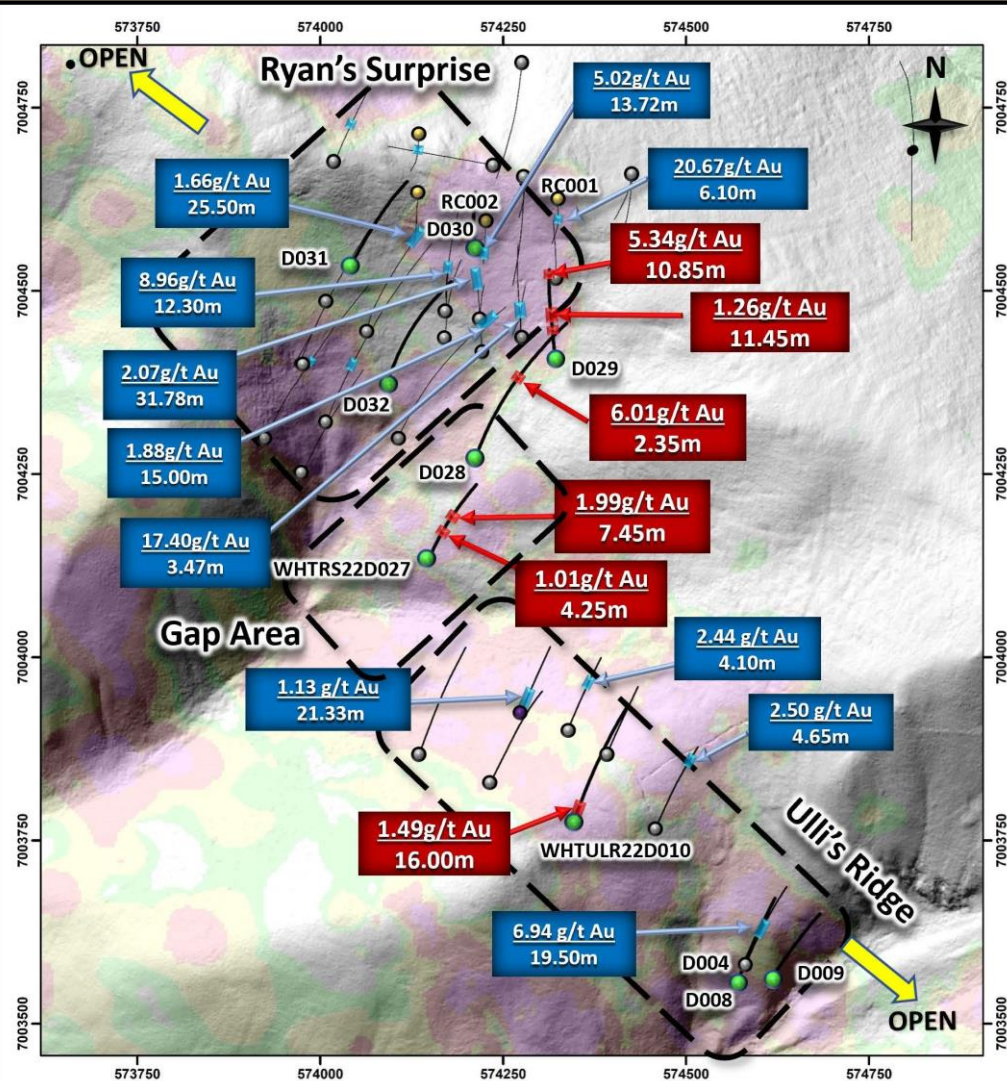 573750
574000
574250
574500
574750
OPEN
Ryan's Surprise
N
7004750
7004750
5.02g/t Au
13.72m
1.66g/t Au
25.50m
20.67g/t Au
6.10m
RC001
RC002
D030
5.34g/t Au
10.85m
D031
7004500
7004500
8.96g/t Au
12.30m
1.26g/t Au
11.45m
D029
2.07g/t Au
31.78m
D032
6.01g/t Au
2.35m
1.88g/t Au
15.00m
D028
7004250
7004250
1.99g/t Au
7.45m
17.40g/t Au
3.47m
WHTRS22D027
1.01g/t Au
4.25m
Gap Area
2.44 g/t Au
4.10m
7004000
7004000
1.13 g/t Au
21.33m
2.50 g/t Au
4.65m
1.49g/t Au
16.00m
WHTULR22D010
7003750
7003750
Ulli's Ridge
6.94 g/t Au
19.50m
D004
D009
D008
OPEN
7003500
7003500
573750
574000
574250
574500
574750